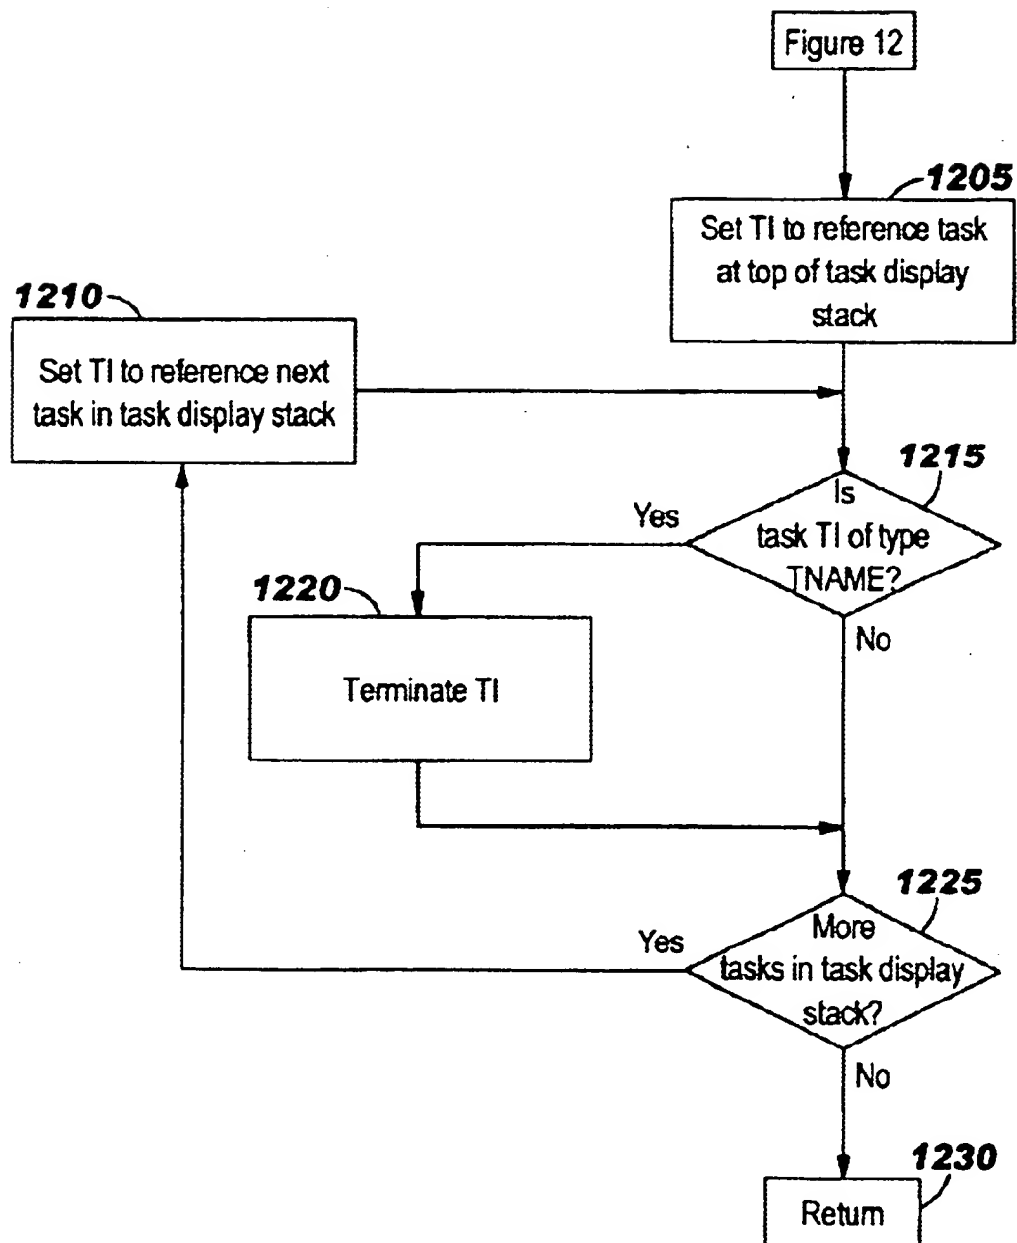 Figure 12
1205
Set TI to reference task
at top of task display
stack
1210
Set TI to reference next
task in task display stack
1215
Is
task TI of type
TNAME?
Yes
No
1220
Terminate TI
1225
More
tasks in task display
stack?
Yes
No
1230
Return